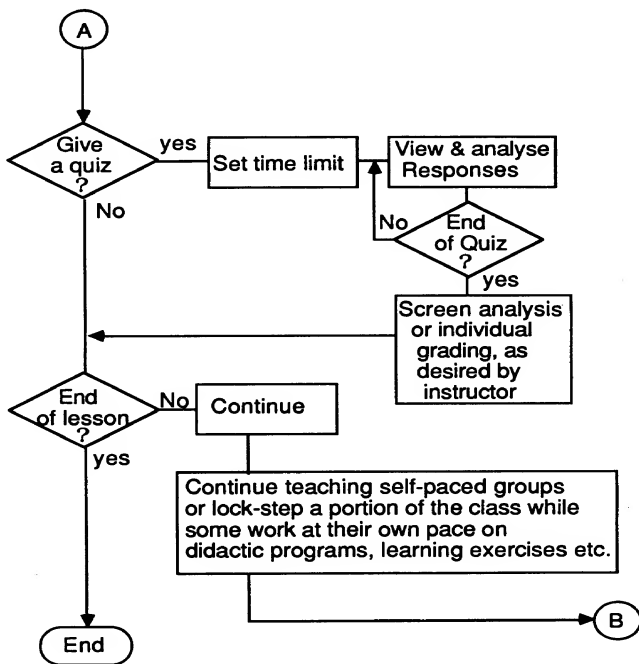 A
Give
a quiz
?
yes
No
Set time limit
View & analyse
Responses
No
End
of Quiz
?
yes
Screen analysis
or individual
grading, as
desired by
instructor
End
of lesson
?
No
yes
Continue
Continue teaching self-paced groups
or lock-step a portion of the class while
some work at their own pace on
didactic programs, learning exercises etc.
B
End